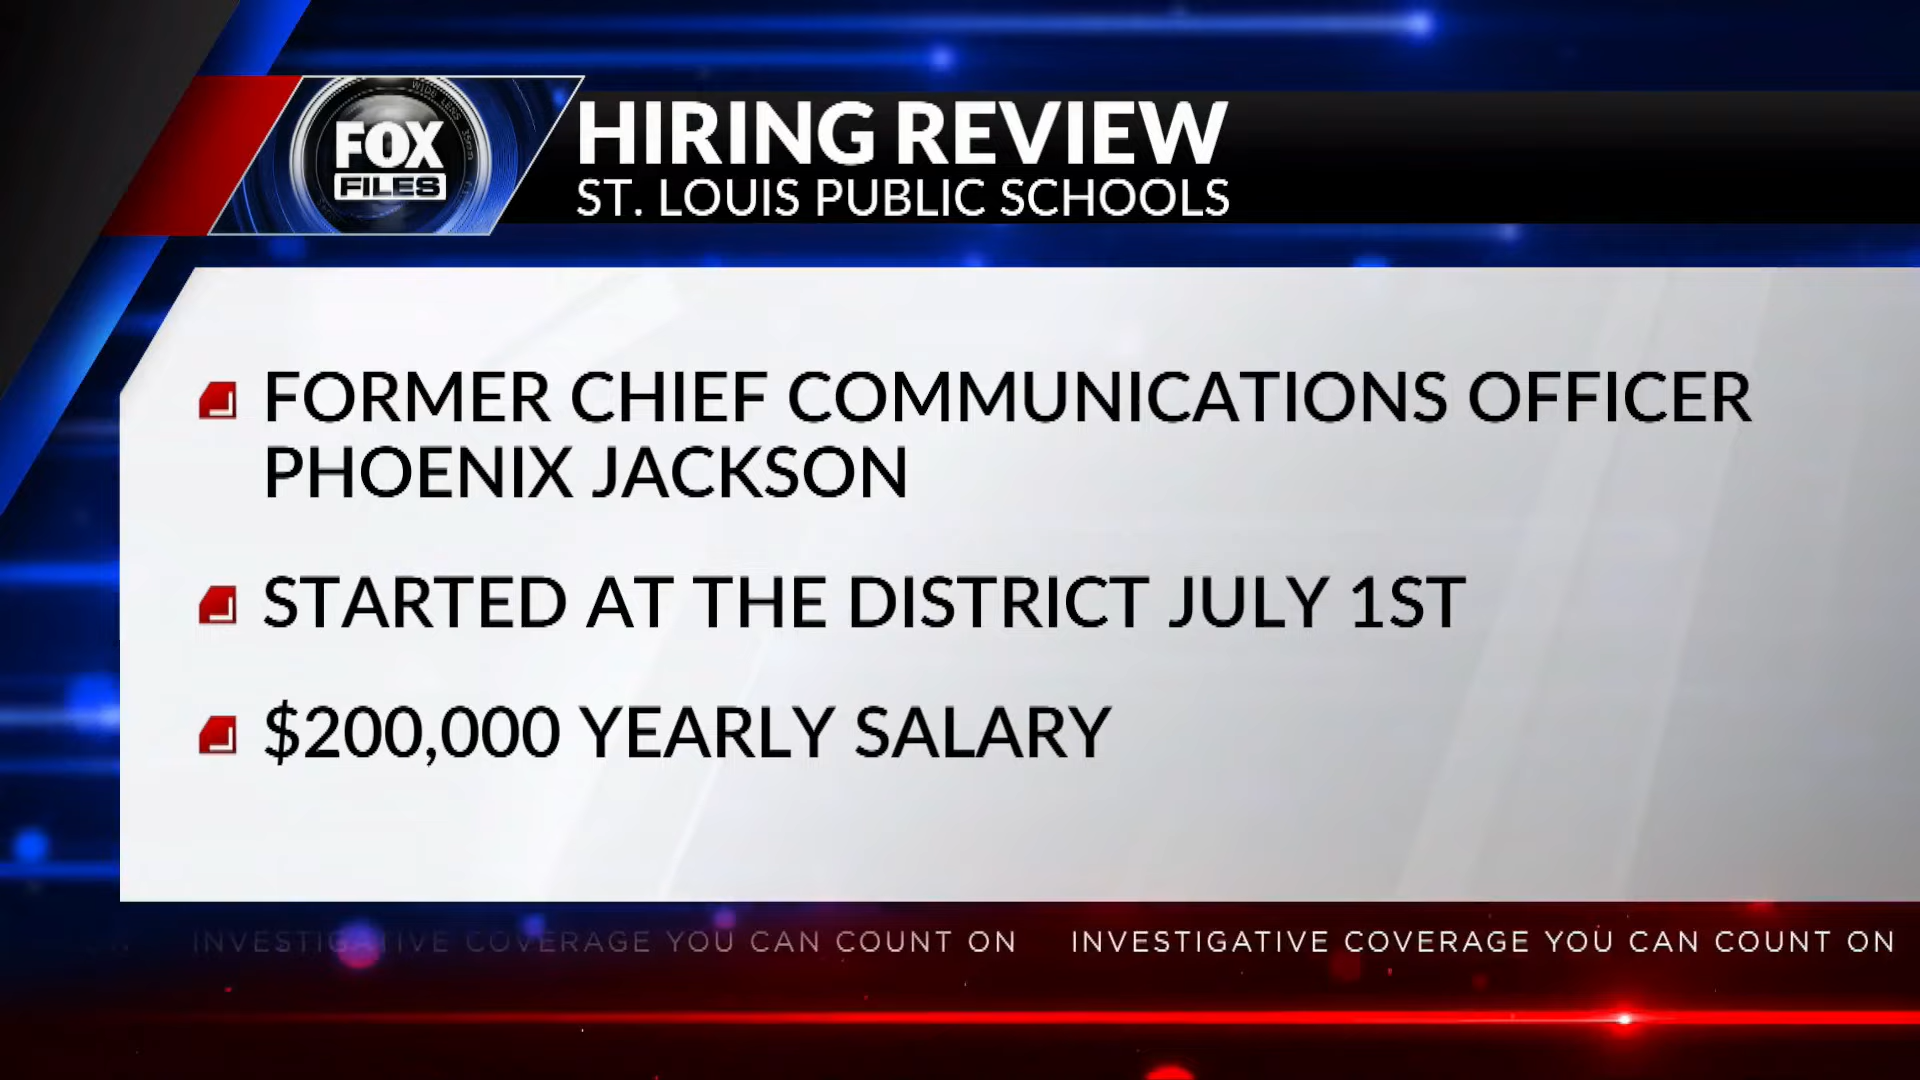 FOX
FILES
HIRING REVIEW
ST. LOUIS PUBLIC SCHOOLS
FORMER CHIEF COMMUNICATIONS OFFICER
PHOENIX JACKSON
STARTED AT THE DISTRICT JULY 1ST
$200,000 YEARLY SALARY
INVESTIGATIVE COVERAGE YOU CAN COUNT ON INVESTIGATIVE COVERAGE YOU CAN COUNT ON